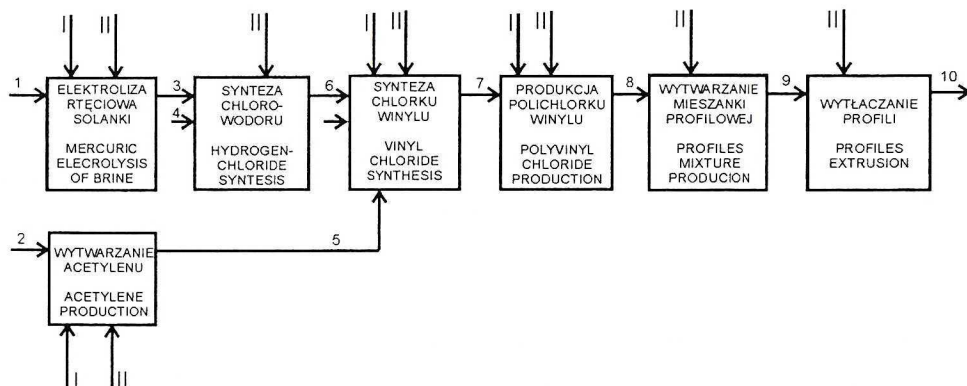 I II II I II I II II II
1
ELEKTROLIZA
RTĘCIOWA
SOLANKI
MERCURIC
ELECROLYSIS
OF BRINE
3
4
SYNTEZA
CHLORO-
WODORU
HYDROGEN-
CHLORIDE
SYNTESIS
6
SYNTEZA
CHLORKU
WINYLU
VINYL
CHLORIDE
SYNTHESIS
7
PRODUKCJA
POLICHLORKU
WINYLU
POLYVINYL
CHLORIDE
PRODUCTION
8
WYTWARZANIE
MIESZANKI
PROFILOWEJ
PROFILES
MIXTURE
PRODUCION
9
WYTŁACZANIE
PROFILI
PROFILES
EXTRUSION
10
2
WYTWARZANIE
ACETYLENU
ACETYLENE
PRODUCTION
5
I II